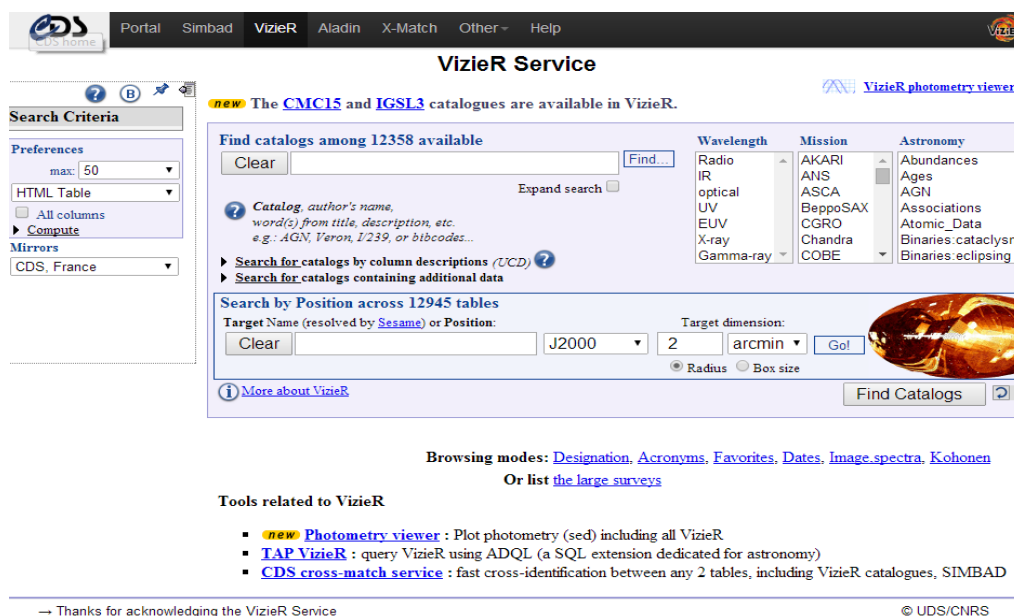 CDS Portal Simbad VizieR Aladin X-Match Other Help
CDS home
VizieR Service
VizieR photometry viewer
new The CMC15 and IGSL3 catalogues are available in VizieR.
Search Criteria
Preferences
max: 50
HTML Table
All columns
Compute
Mirrors
CDS, France
Find catalogs among 12358 available
Clear Find...
Expand search
Catalog, author's name,
word(s) from title, description, etc.
e.g.: AGN, Veron, I/239, or bibcodes...
Search for catalogs by column descriptions (UCD)
Search for catalogs containing additional data
Wavelength
Radio
IR
optical
UV
EUV
X-ray
Gamma-ray
Mission
AKARI
ANS
ASCA
BeppoSAX
CGRO
Chandra
COBE
Astronomy
Abundances
Ages
AGN
Associations
Atomic_Data
Binaries:cataclysm
Binaries:eclipsing
Search by Position across 12945 tables
Target Name (resolved by Sesame) or Position: Target dimension:
Clear J2000 2 arcmin Go!
Radius Box size
More about VizieR Find Catalogs
Browsing modes: Designation, Acronyms, Favorites, Dates, Image.spectra, Kohonen
Or list the large surveys
Tools related to VizieR
new Photometry viewer : Plot photometry (sed) including all VizieR
TAP VizieR : query VizieR using ADQL (a SQL extension dedicated for astronomy)
CDS cross-match service : fast cross-identification between any 2 tables, including VizieR catalogues, SIMBAD
→ Thanks for acknowledging the VizieR Service © UDS/CNRS